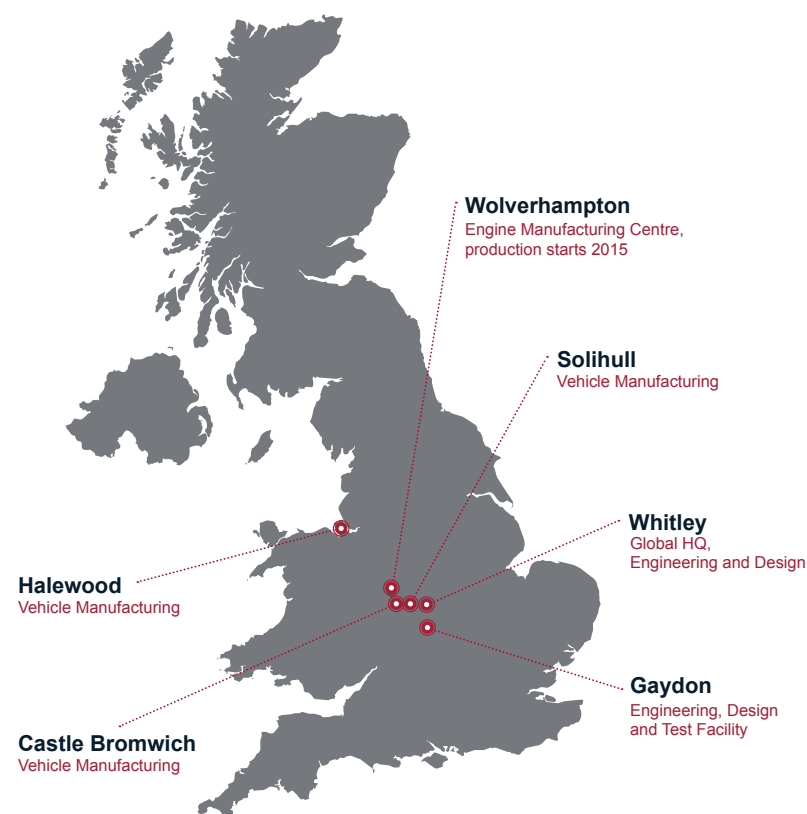 Wolverhampton
Engine Manufacturing Centre,
production starts 2015
Solihull
Vehicle Manufacturing
Whitley
Global HQ,
Engineering and Design
Halewood
Vehicle Manufacturing
Gaydon
Engineering, Design
and Test Facility
Castle Bromwich
Vehicle Manufacturing